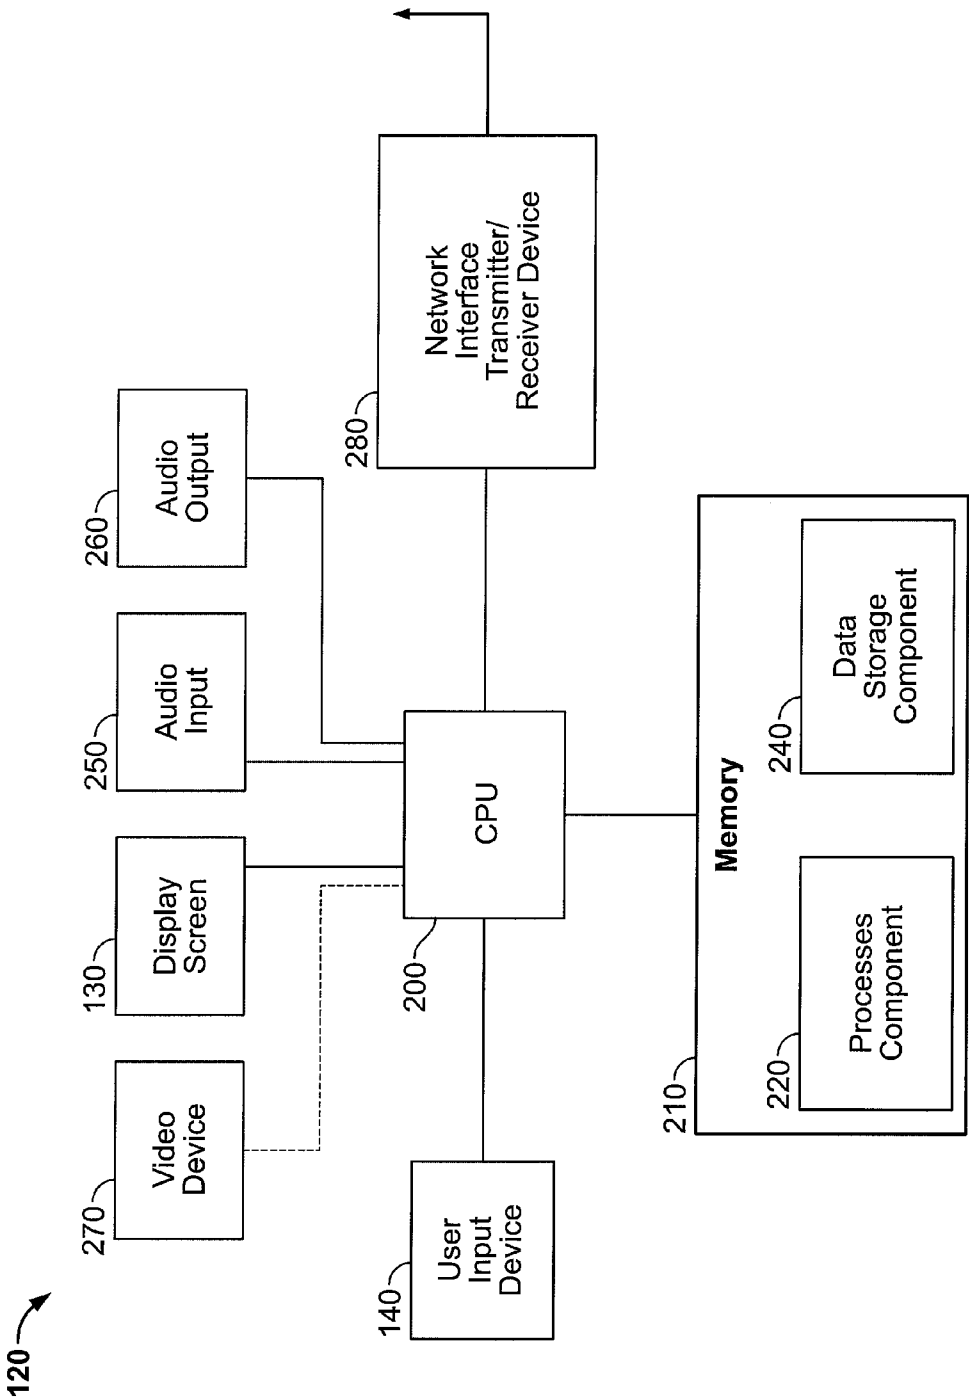 120
270
Video
Device
130
Display
Screen
250
Audio
Input
260
Audio
Output
140
User
Input
Device
200
CPU
280
Network
Interface
Transmitter/
Receiver Device
210
Memory
220
Processes
Component
240
Data
Storage
Component